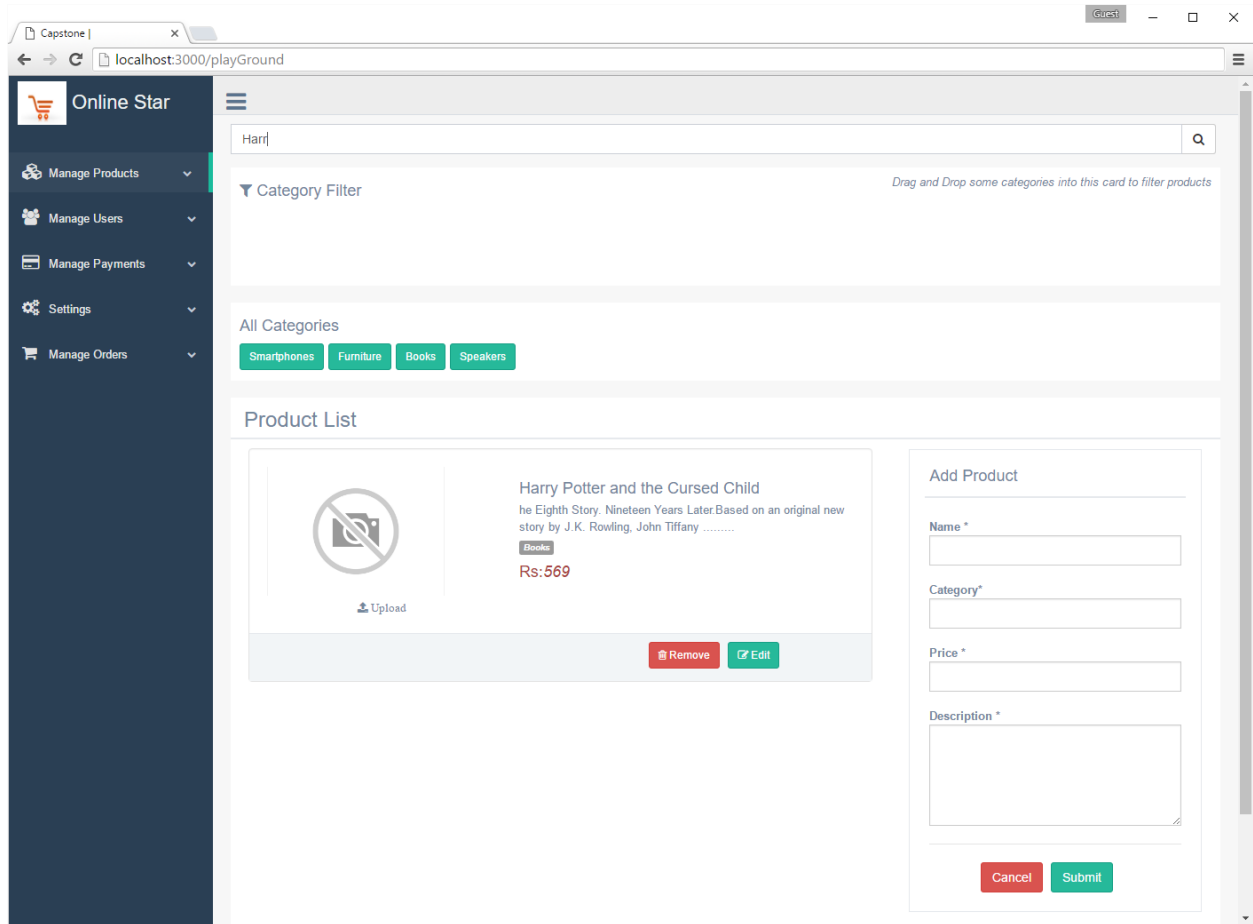 Guest
Capstone |
localhost:3000/playGround
Online Star
Harr
Manage Products
Manage Users
Manage Payments
Settings
Manage Orders
Category Filter
Drag and Drop some categories into this card to filter products
All Categories
Smartphones Furniture Books Speakers
Product List
Harry Potter and the Cursed Child
he Eighth Story. Nineteen Years Later.Based on an original new
story by J.K. Rowling, John Tiffany .........
Books
Rs:569
Upload
Remove Edit
Add Product
Name *
Category*
Price *
Description *
Cancel Submit